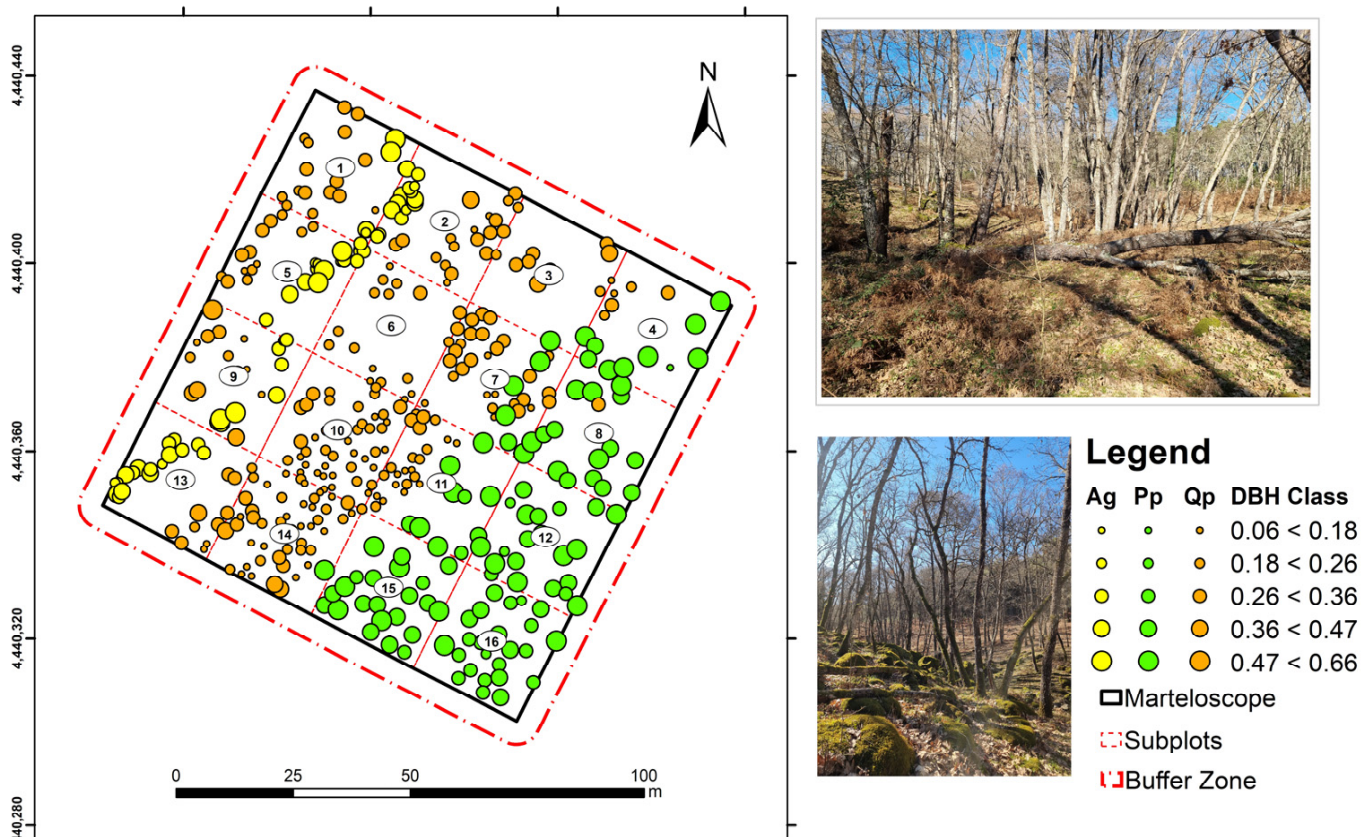 4,440,440
4,440,400
4,440,360
4,440,320
440,280
N
1
2
3
4
5
6
7
8
9
10
11
12
13
14
15
16
0 25 50 100
m
Legend
Ag Pp Qp DBH Class
0.06 < 0.18
0.18 < 0.26
0.26 < 0.36
0.36 < 0.47
0.47 < 0.66
Marteloscope
Subplots
Buffer Zone